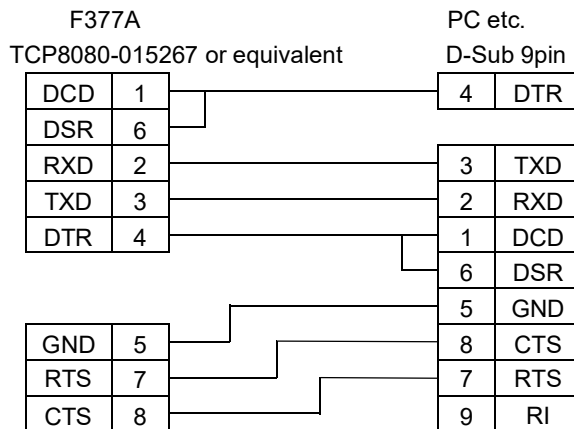 F377A PC etc.
TCP8080-015267 or equivalent D-Sub 9pin
DCD 1 4 DTR
DSR 6
RXD 2 3 TXD
TXD 3 2 RXD
DTR 4 1 DCD
6 DSR
5 GND
GND 5 8 CTS
RTS 7 7 RTS
CTS 8 9 RI